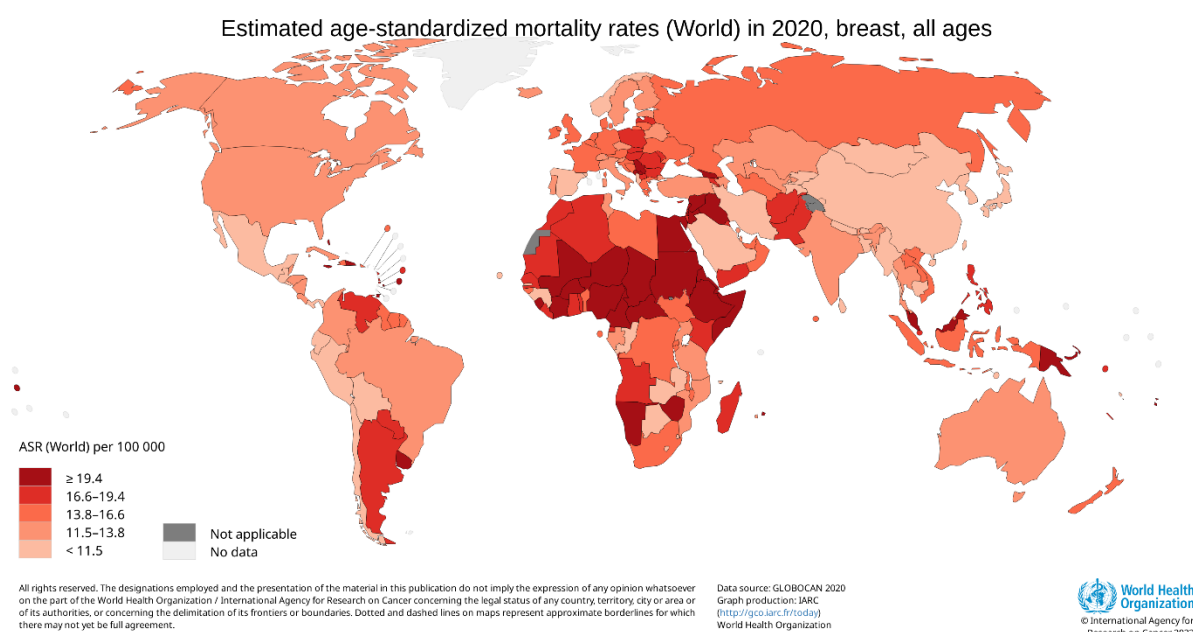 Estimated age-standardized mortality rates (World) in 2020, breast, all ages
ASR (World) per 100 000
≥ 19.4
16.6–19.4
13.8–16.6
11.5–13.8
< 11.5
Not applicable
No data
All rights reserved. The designations employed and the presentation of the material in this publication do not imply the expression of any opinion whatsoever
on the part of the World Health Organization / International Agency for Research on Cancer concerning the legal status of any country, territory, city or area or
of its authorities, or concerning the delimitation of its frontiers or boundaries. Dotted and dashed lines on maps represent approximate borderlines for which
there may not yet be full agreement.
Data source: GLOBOCAN 2020
Graph production: IARC
(http://gco.iarc.fr/today)
World Health Organization
World Health
Organization
© International Agency for